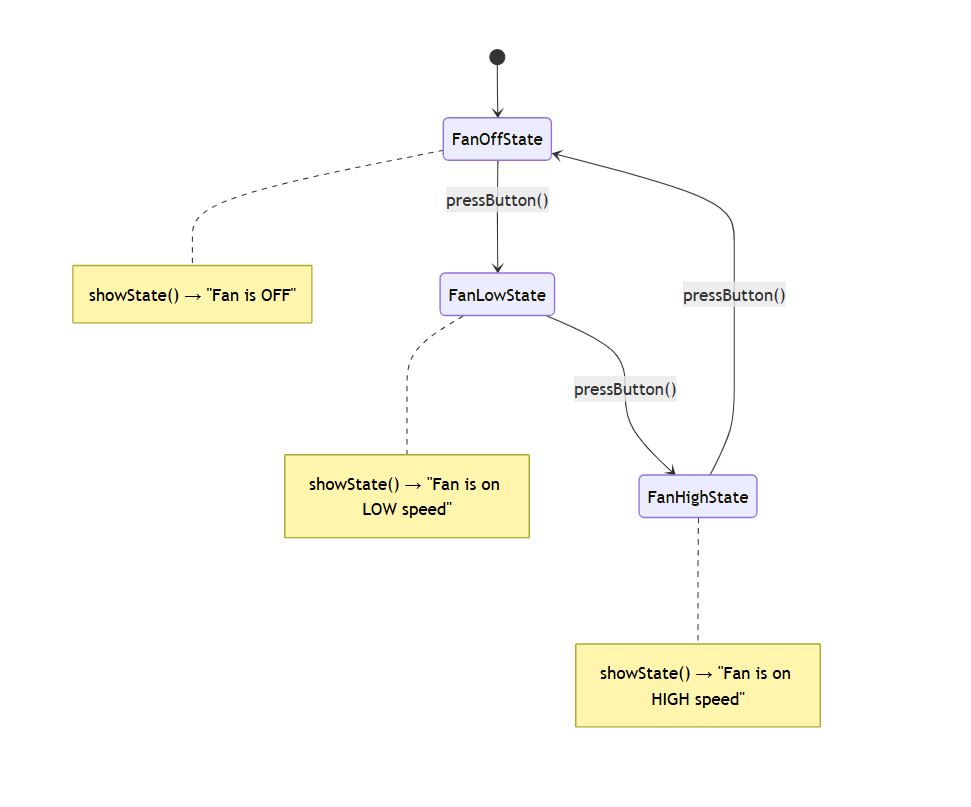 FanOffState
pressButton()
showState() → "Fan is OFF"
FanLowState
pressButton()
pressButton()
showState() → "Fan is on
LOW speed"
FanHighState
showState() → "Fan is on
HIGH speed"